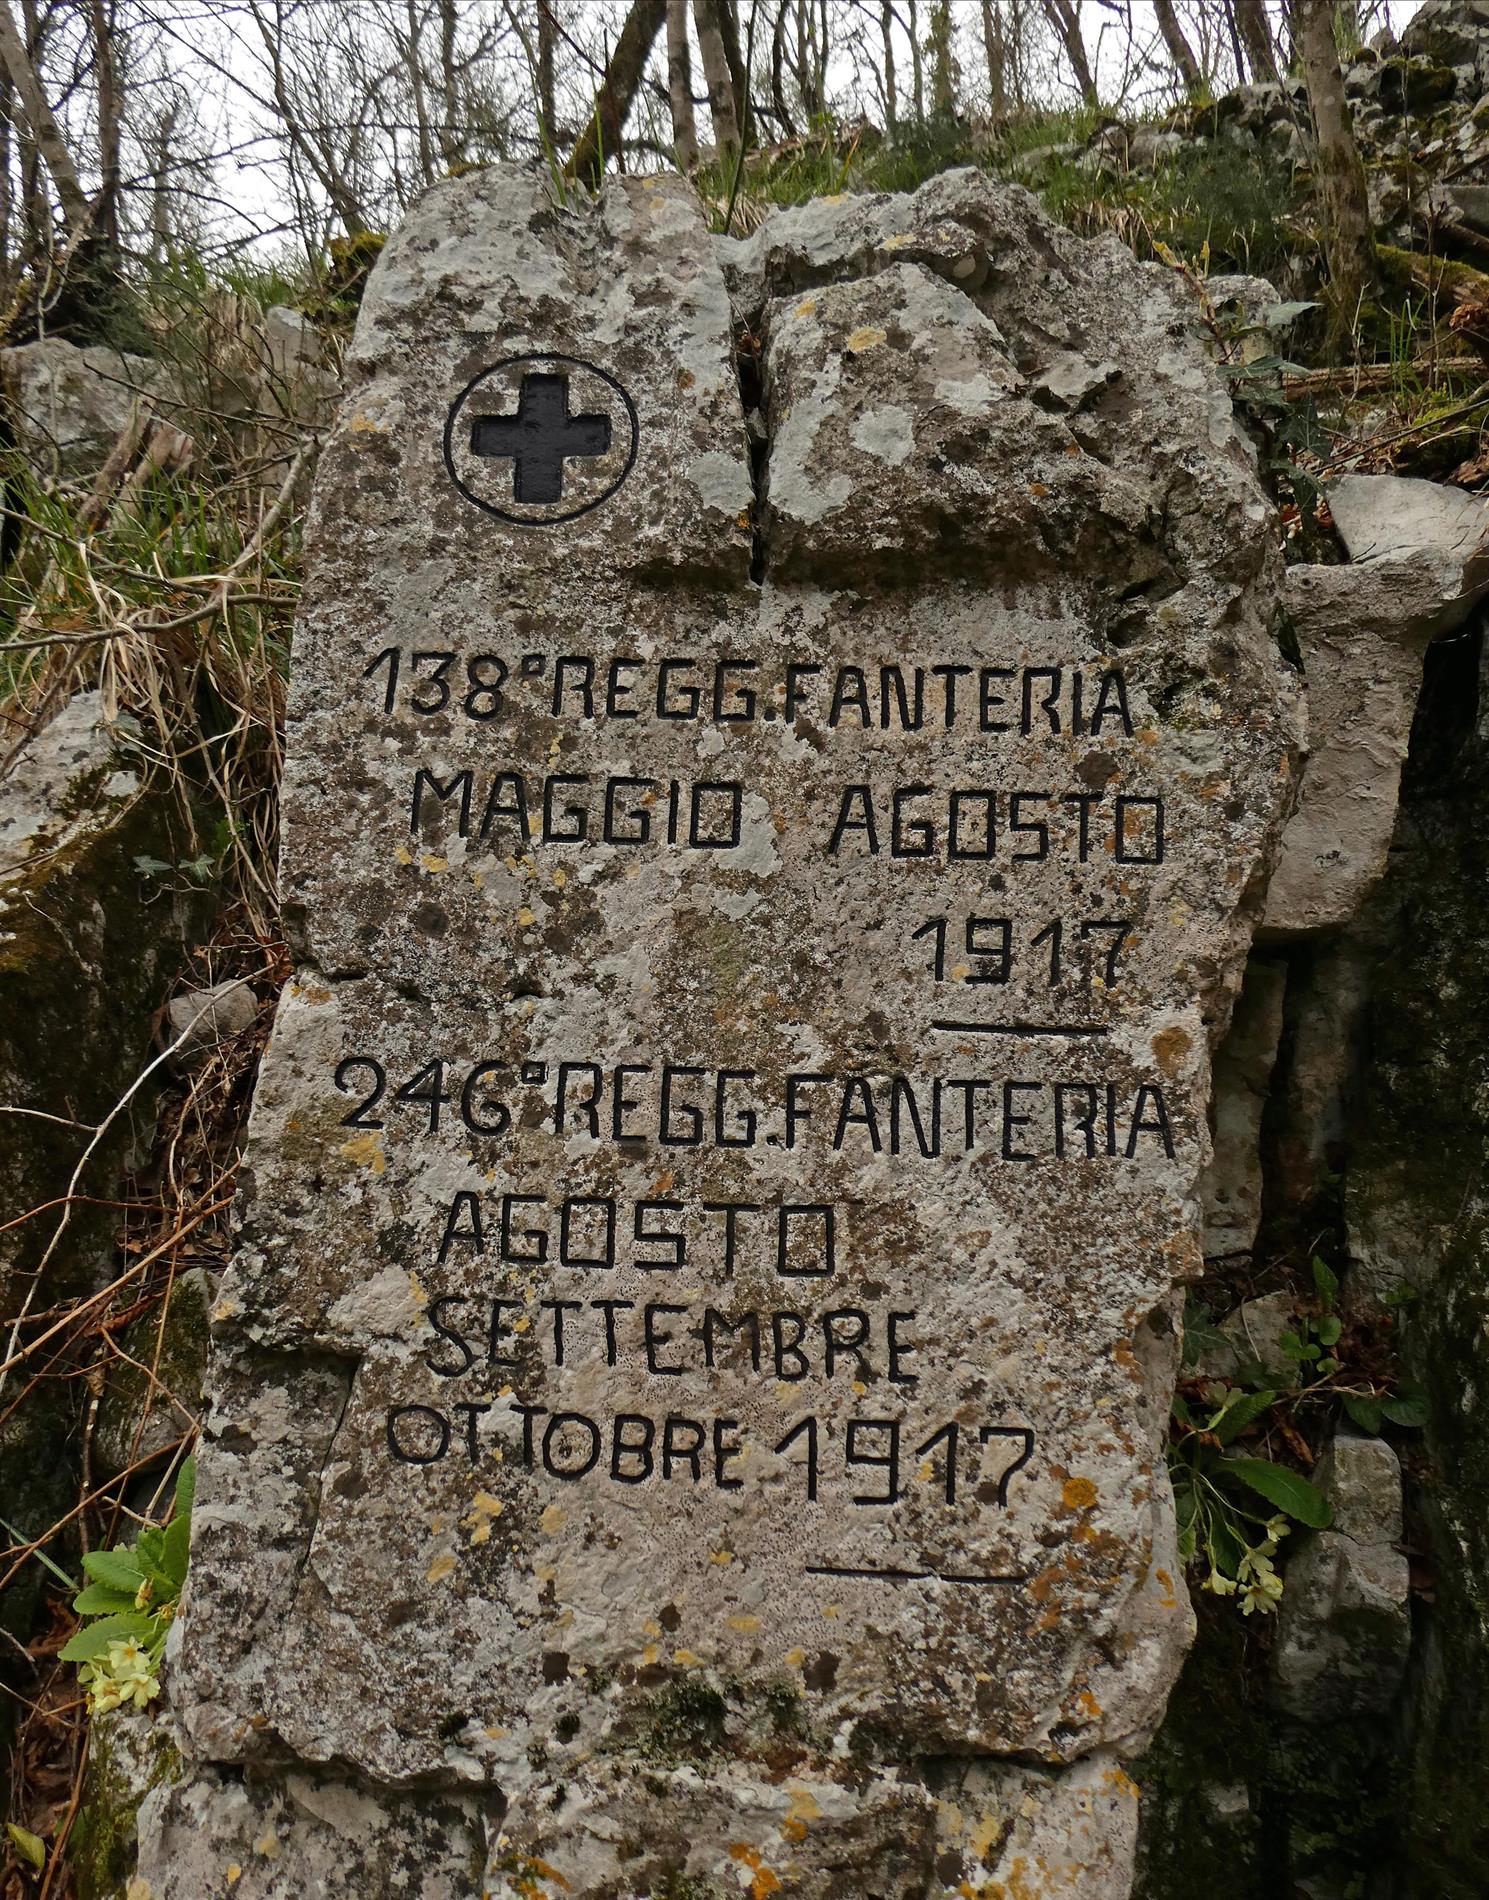 138° REGG. FANTERIA
MAGGIO AGOSTO
1917
246° REGG. FANTERIA
AGOSTO
SETTEMBRE
OTTOBRE 1917